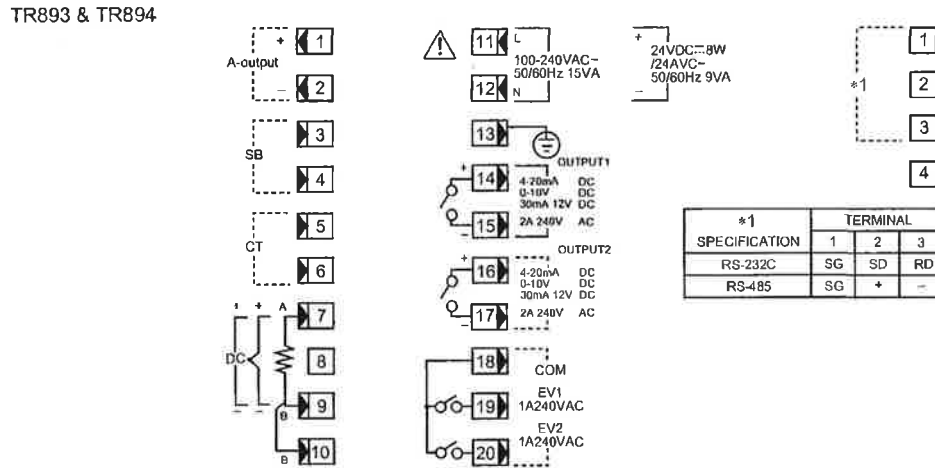 TR893 & TR894
A-output
+ 1
− 2
SB
3
4
CT
5
6
+ + A 7
DC
8
− − B 9
B 10
11 L
100-240VAC~
50/60Hz 15VA
12 N
+ 24VDC⎓8W
/24AVC~
− 50/60Hz 9VA
13
OUTPUT1
+ 14
4-20mA DC
0-10V DC
30mA 12V DC
− 15 2A 240V AC
OUTPUT2
+ 16
4-20mA DC
0-10V DC
30mA 12V DC
− 17 2A 240V AC
18
COM
EV1
19 1A240VAC
EV2
20 1A240VAC
1
*1 2
3
4
*1 TERMINAL
SPECIFICATION 1 2 3
RS-232C SG SD RD
RS-485 SG + −